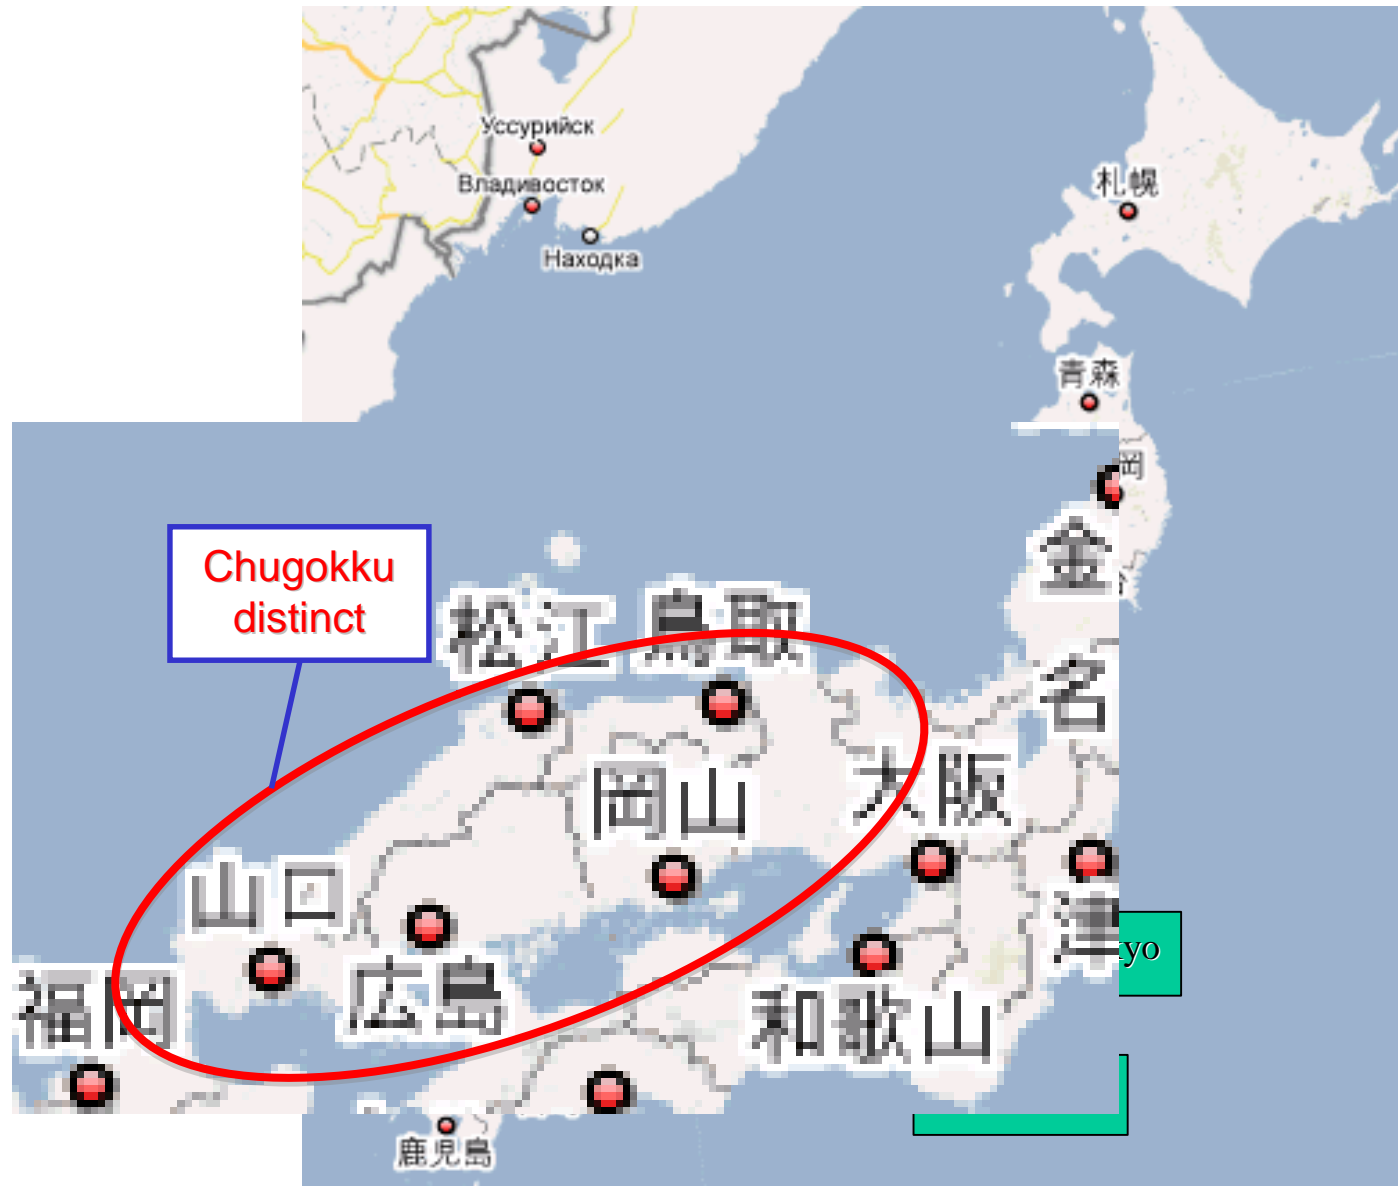 Уссурийск
Владивосток
札幌
Находка
青森
岡
金
Chugokku
distinct
松江
鳥取
名
大阪
岡山
山口
津
yo
福岡
広島
和歌山
鹿児島